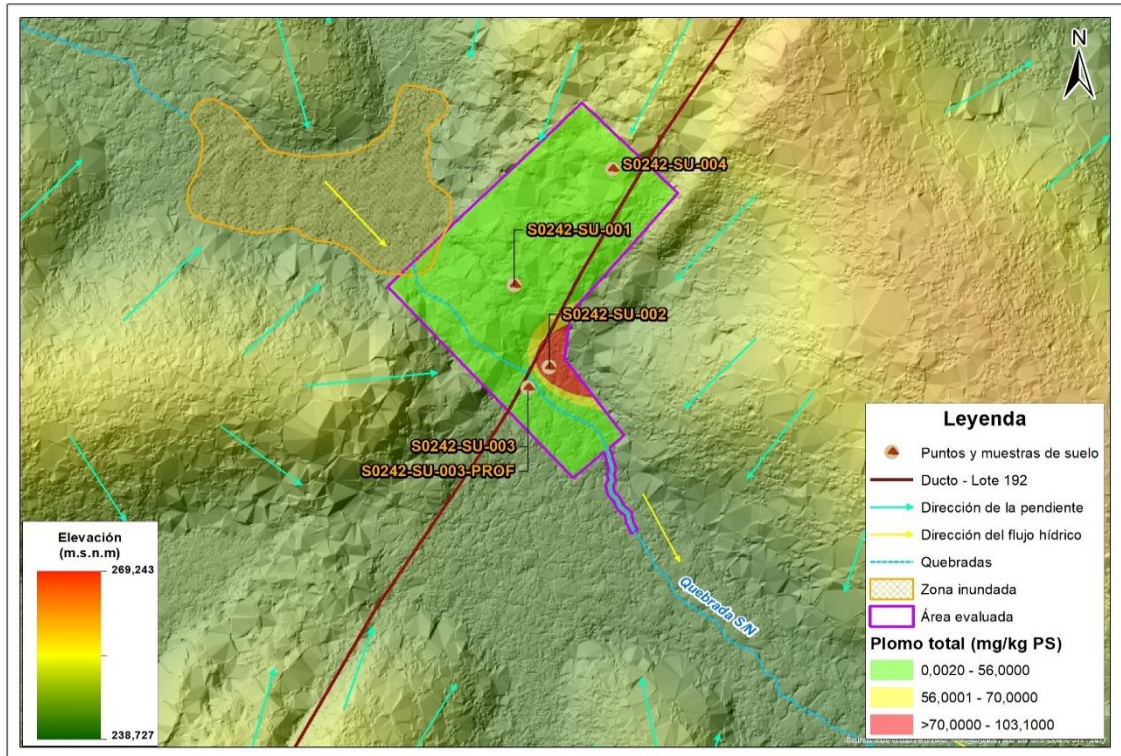 N
S0242-SU-004
S0242-SU-001
S0242-SU-002
S0242-SU-003
S0242-SU-003-PROF
Quebrada S/N
Elevación
(m.s.n.m)
269,243
238,727
Leyenda
Puntos y muestras de suelo
Ducto - Lote 192
Dirección de la pendiente
Dirección del flujo hídrico
Quebradas
Zona inundada
Área evaluada
Plomo total (mg/kg PS)
0,0020 - 56,0000
56,0001 - 70,0000
>70,0000 - 103,1000